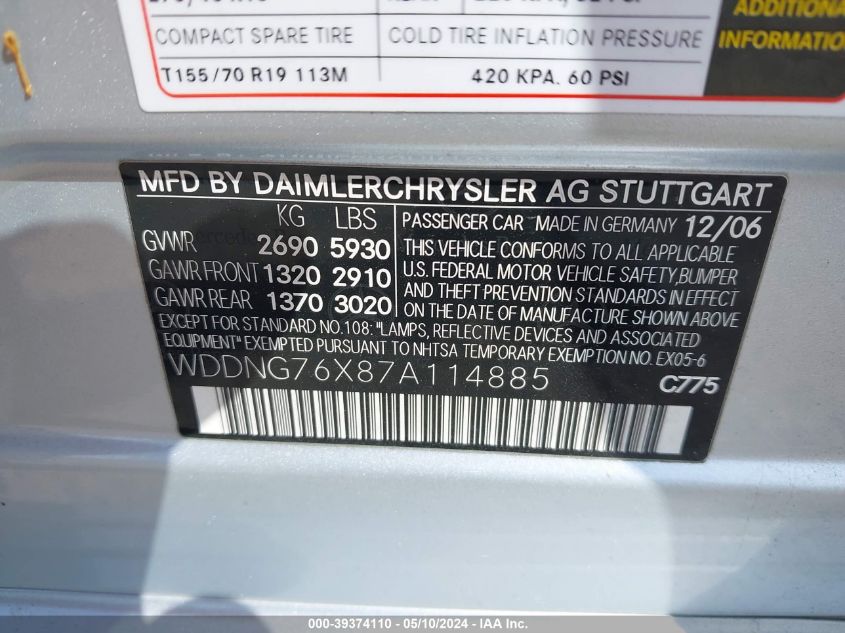 COMPACT SPARE TIRE COLD TIRE INFLATION PRESSURE
T155/70 R19 113M 420 KPA. 60 PSI
ADDITIONA
INFORMATIO
MFD BY DAIMLERCHRYSLER AG STUTTGART
KG LBS
GVWR 2690 5930
GAWR FRONT 1320 2910
GAWR REAR 1370 3020
PASSENGER CAR MADE IN GERMANY 12/06
THIS VEHICLE CONFORMS TO ALL APPLICABLE
U.S. FEDERAL MOTOR VEHICLE SAFETY, BUMPER
AND THEFT PREVENTION STANDARDS IN EFFECT
ON THE DATE OF MANUFACTURE SHOWN ABOVE
EXCEPT FOR STANDARD NO. 108: "LAMPS, REFLECTIVE DEVICES AND ASSOCIATED
EQUIPMENT" EXEMPTED PURSUANT TO NHTSA TEMPORARY EXEMPTION NO. EX05-6
WDDNG76X87A114885 C775
000-39374110 - 05/10/2024 - IAA Inc.